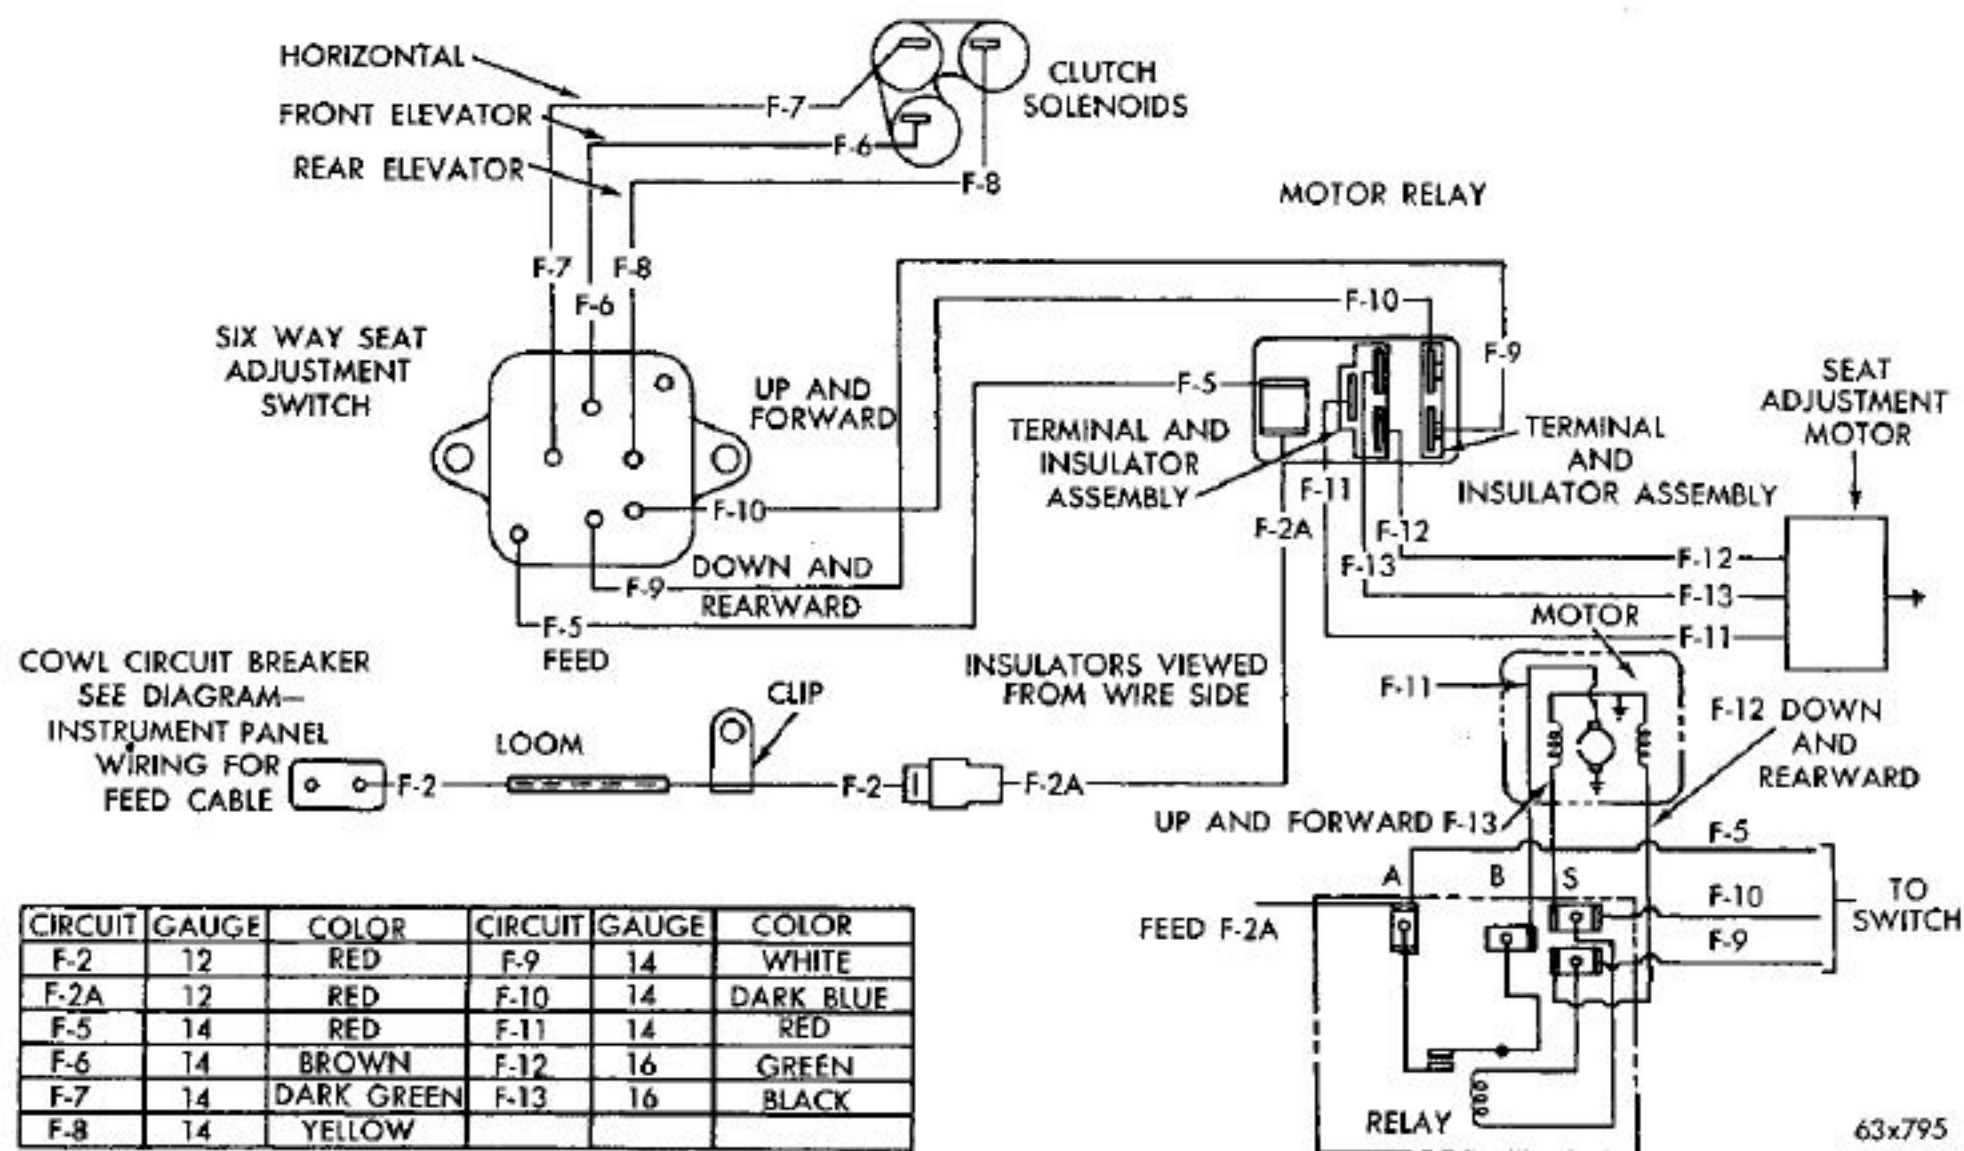 HORIZONTAL
FRONT ELEVATOR
REAR ELEVATOR
F-7
F-6
F-8
CLUTCH
SOLENOIDS
MOTOR RELAY
F-7
F-8
F-6
SIX WAY SEAT
ADJUSTMENT
SWITCH
UP AND
FORWARD
F-10
F-9
DOWN AND
REARWARD
F-5
FEED
F-10
F-9
F-5
TERMINAL AND
INSULATOR
ASSEMBLY
TERMINAL
AND
INSULATOR ASSEMBLY
F-11
F-2A
F-12
F-13
SEAT
ADJUSTMENT
MOTOR
F-12
F-13
F-11
COWL CIRCUIT BREAKER
SEE DIAGRAM—
INSTRUMENT PANEL
WIRING FOR
FEED CABLE
F-2
LOOM
CLIP
F-2
F-2A
INSULATORS VIEWED
FROM WIRE SIDE
MOTOR
F-11
F-12 DOWN
AND
REARWARD
UP AND FORWARD F-13
F-5
A
B
S
F-10
FEED F-2A
F-9
TO
SWITCH
RELAY
CIRCUIT GAUGE COLOR CIRCUIT GAUGE COLOR
F-2 12 RED F-9 14 WHITE
F-2A 12 RED F-10 14 DARK BLUE
F-5 14 RED F-11 14 RED
F-6 14 BROWN F-12 16 GREEN
F-7 14 DARK GREEN F-13 16 BLACK
F-8 14 YELLOW
63x795